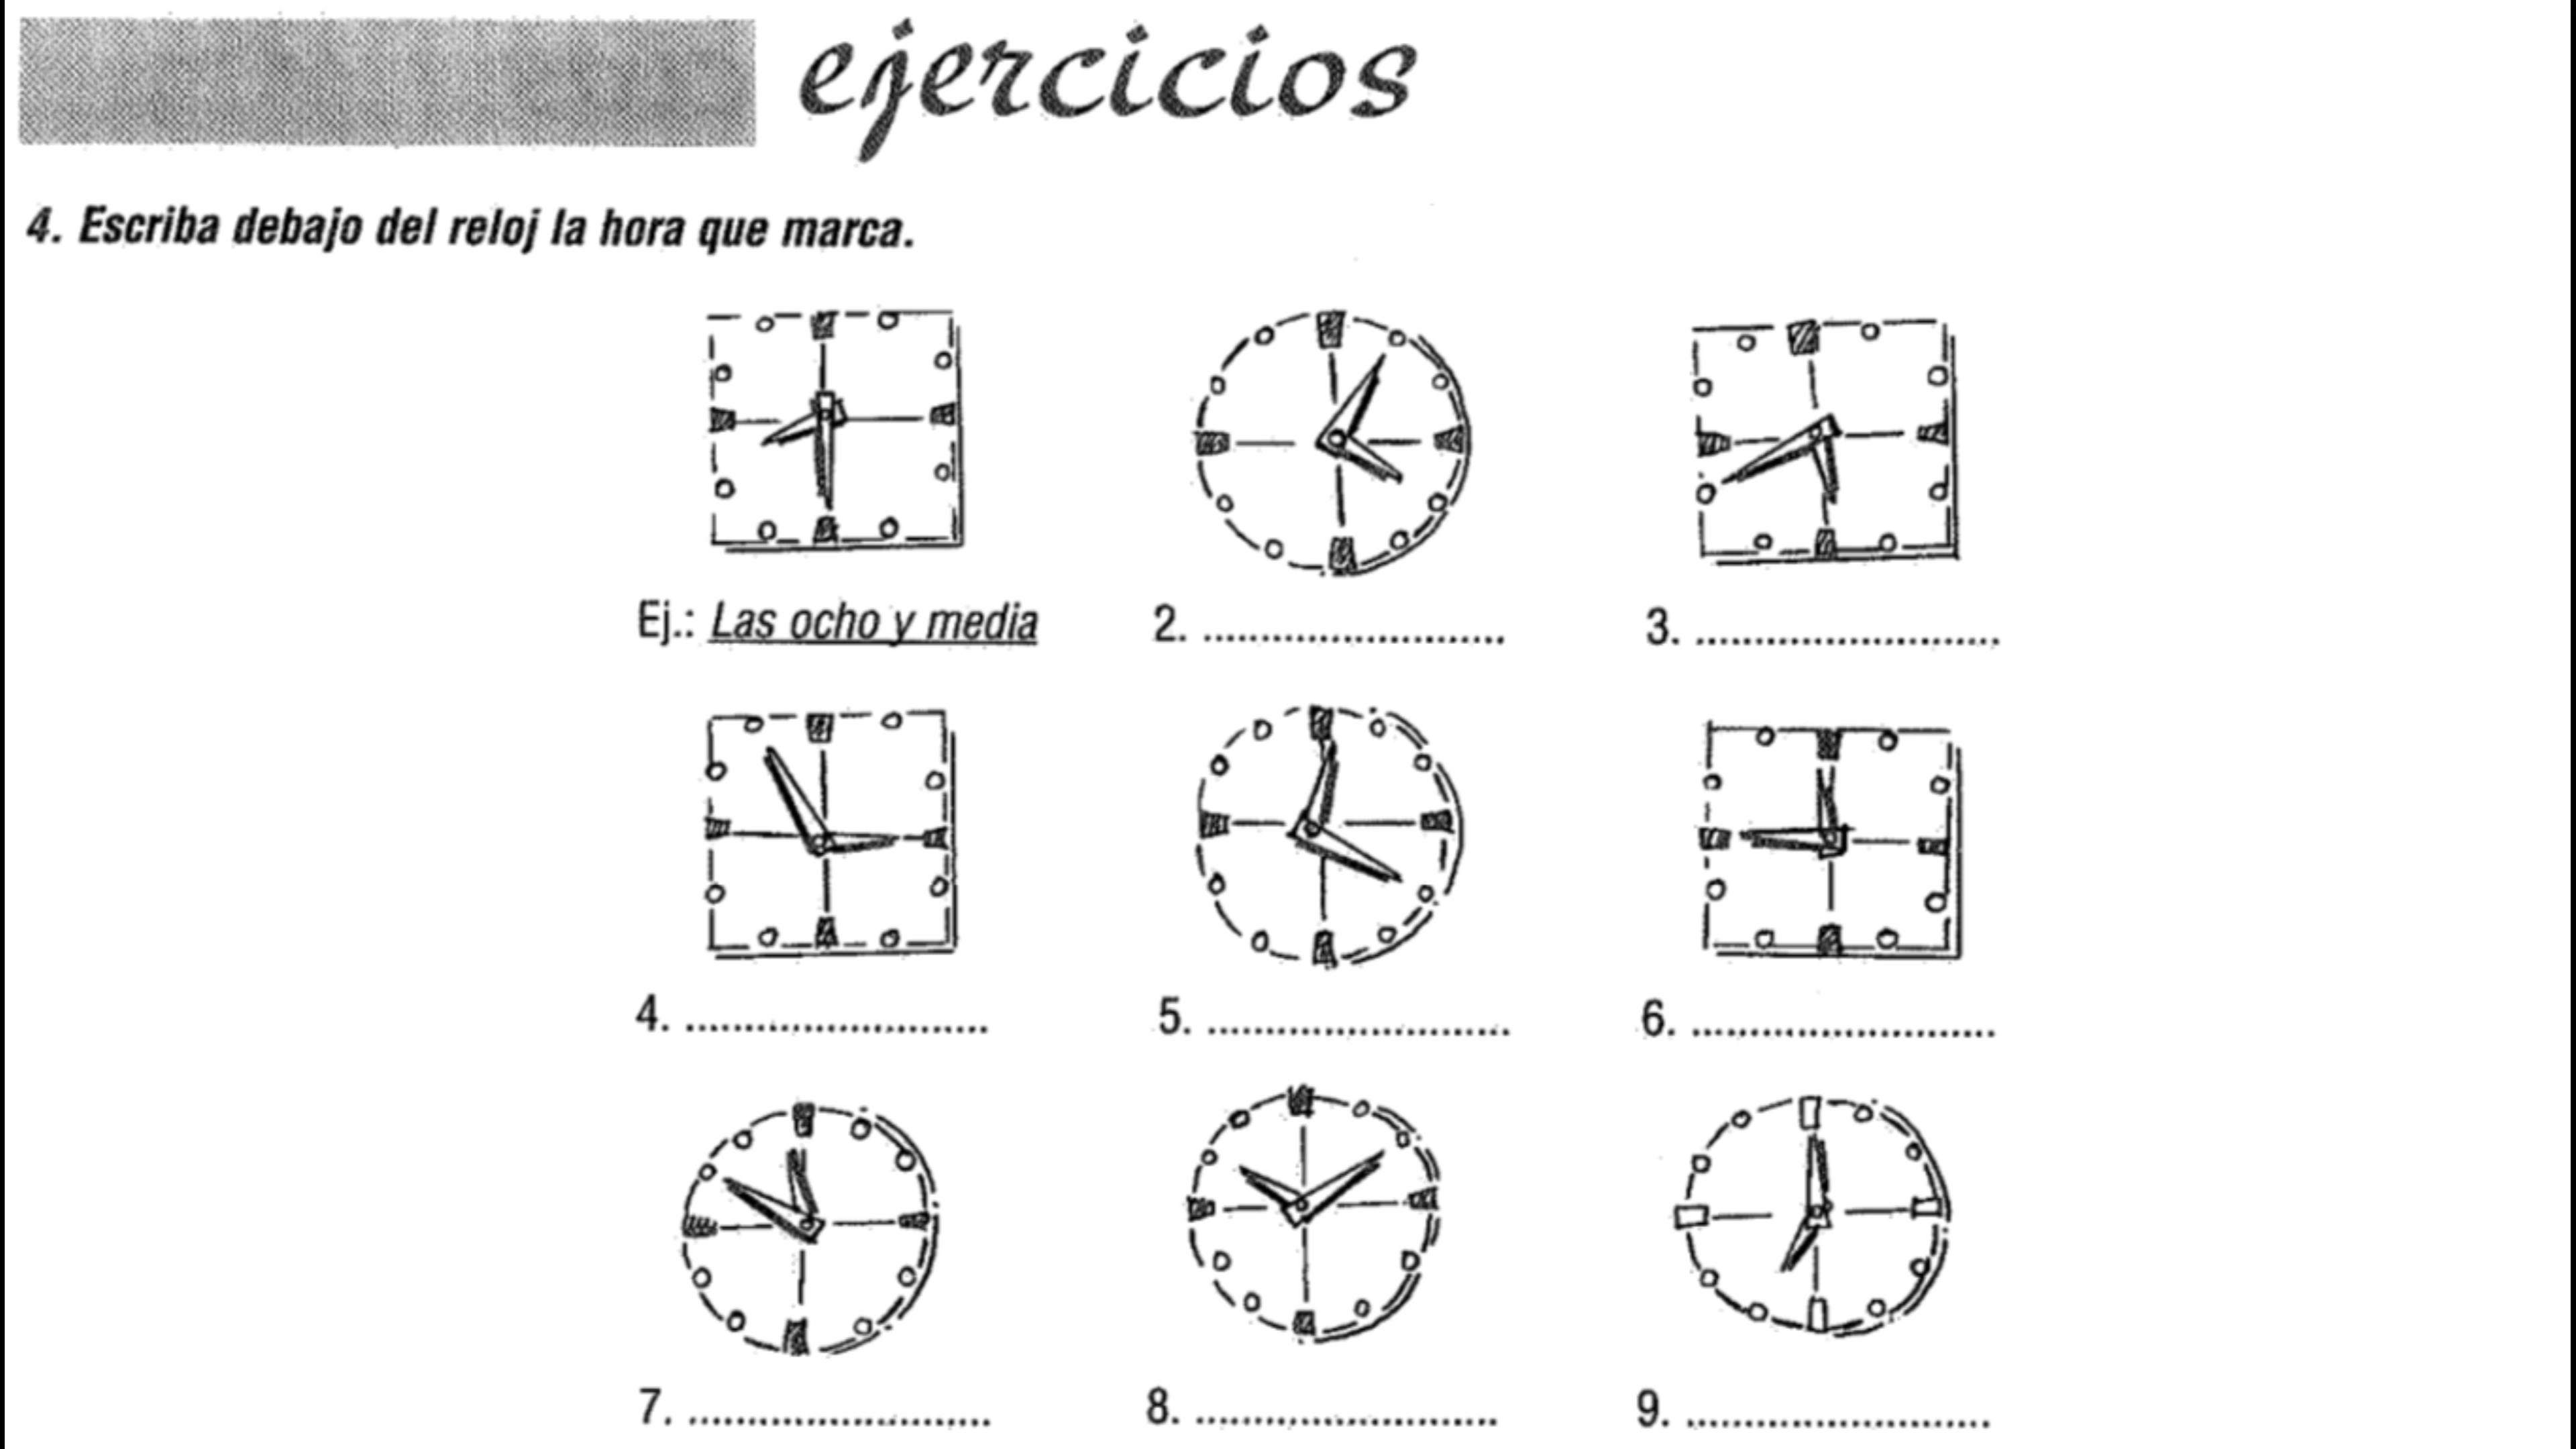 ejercicios
4. Escriba debajo del reloj la hora que marca.
Ej.: Las ocho y media 2. .............................. 3. ..............................
4. .............................. 5. .............................. 6. ..............................
7. .............................. 8. .............................. 9. ..............................